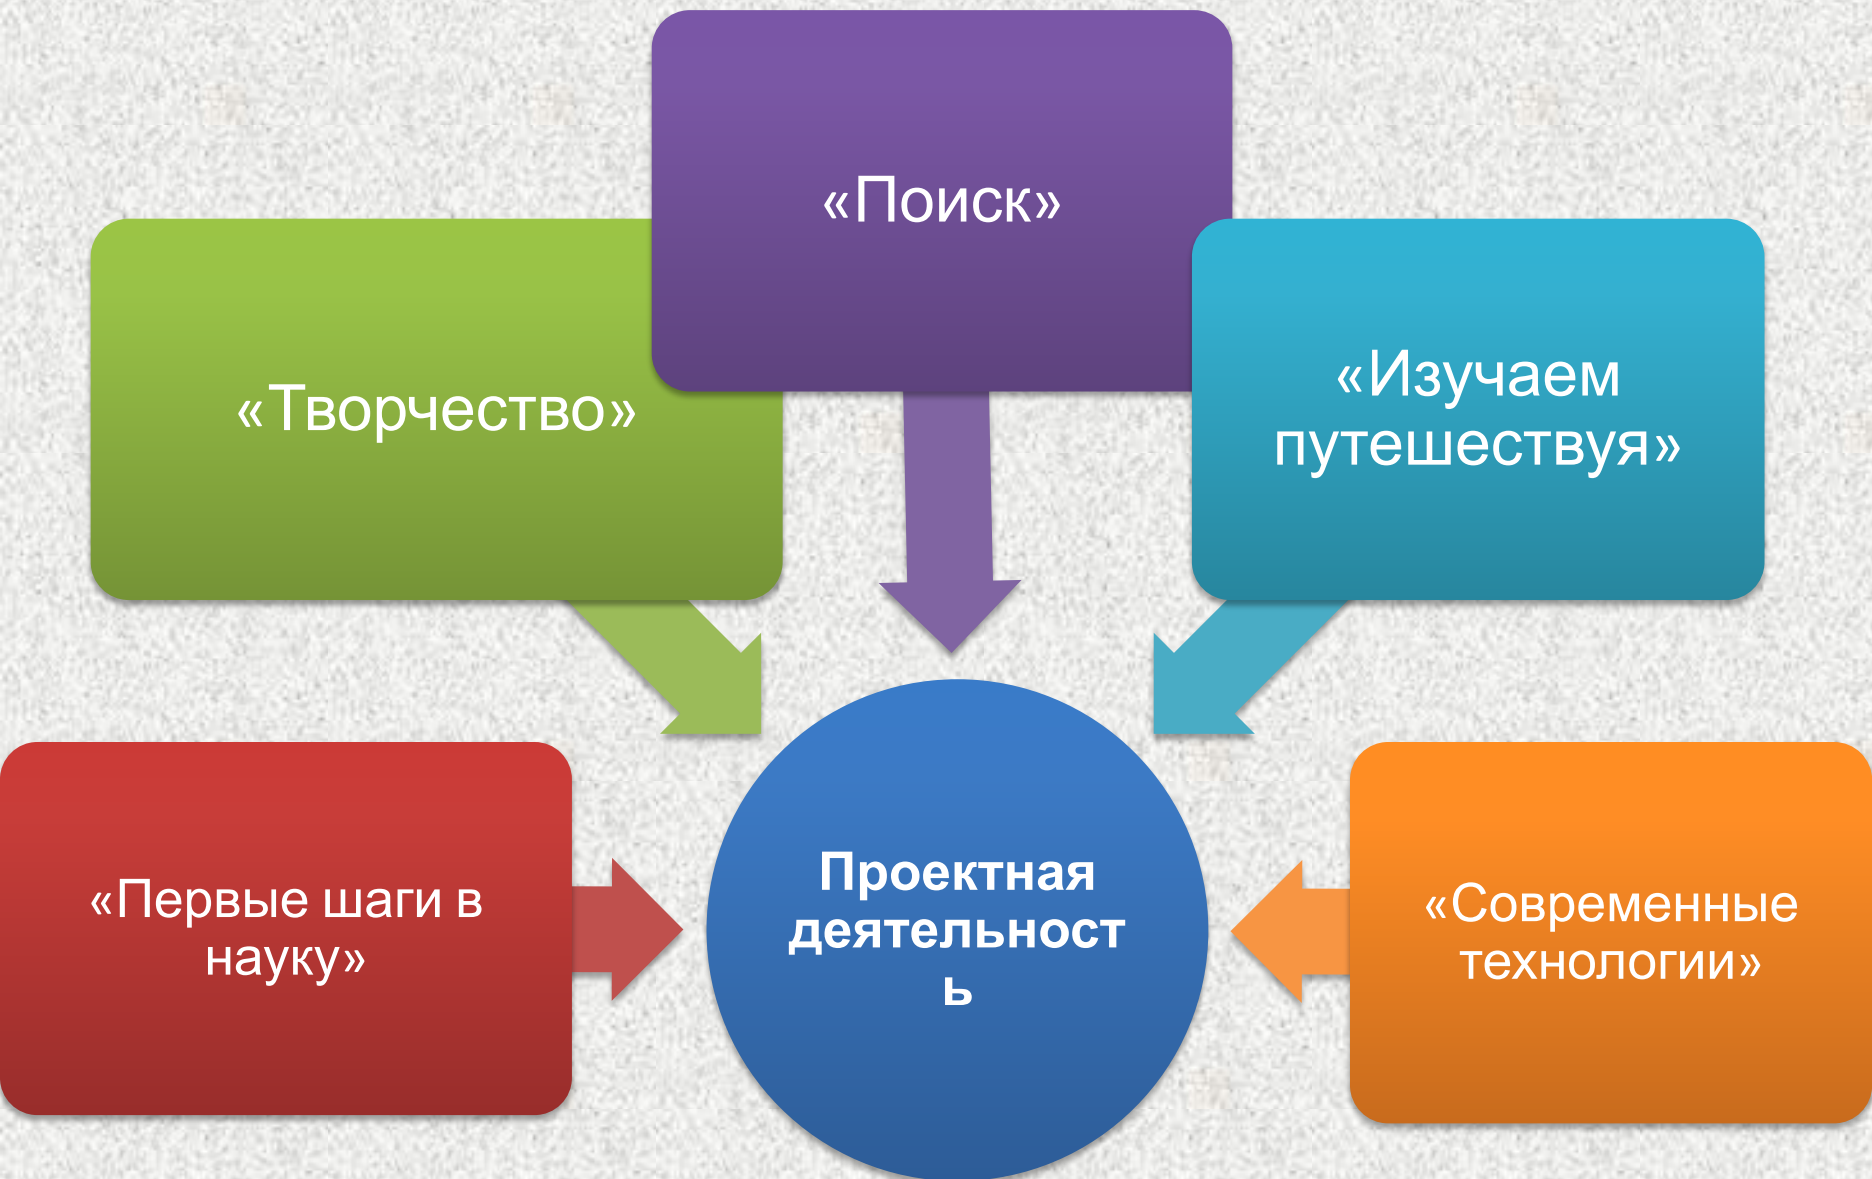 «Поиск»
«Творчество»
«Изучаем
путешествуя»
«Первые шаги в
науку»
Проектная
деятельност
ь
«Современные
технологии»